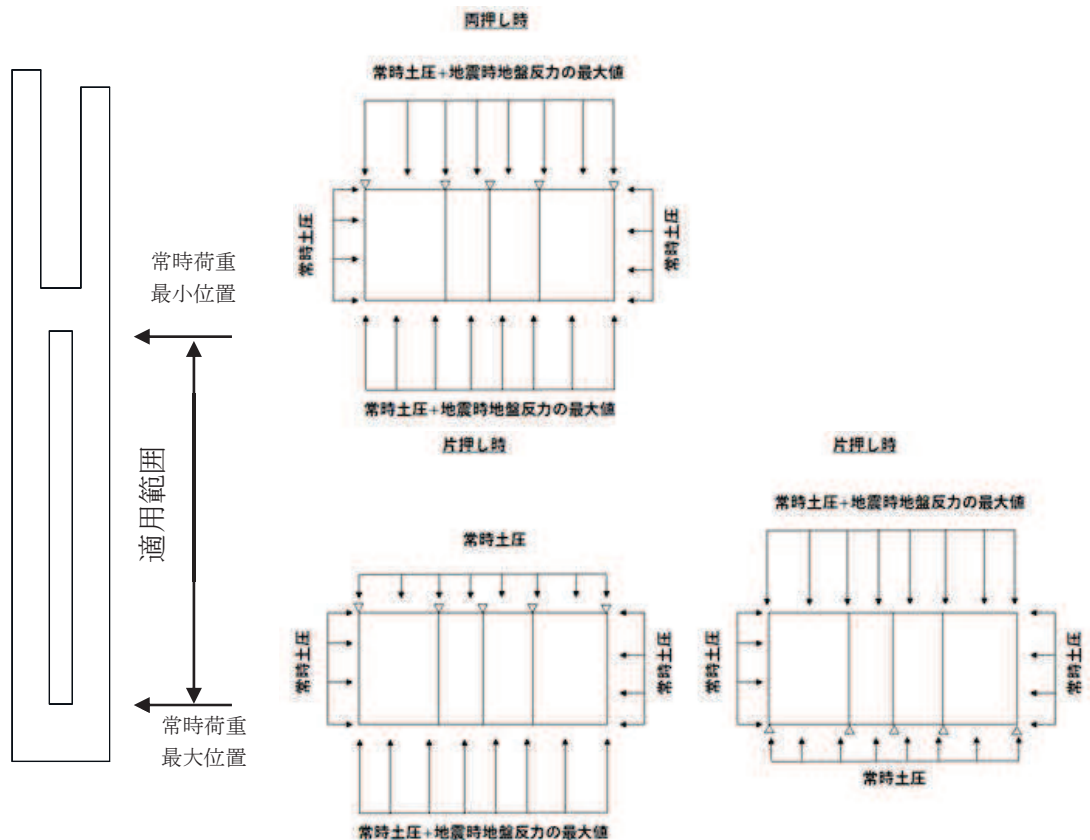 両押し時
常時土圧+地震時地盤反力の最大値
常時土圧
常時土圧
常時土圧+地震時地盤反力の最大値
常時荷重
最小位置
適用範囲
常時荷重
最大位置
片押し時
常時土圧
常時土圧
常時土圧
常時土圧+地震時地盤反力の最大値
片押し時
常時土圧+地震時地盤反力の最大値
常時土圧
常時土圧
常時土圧